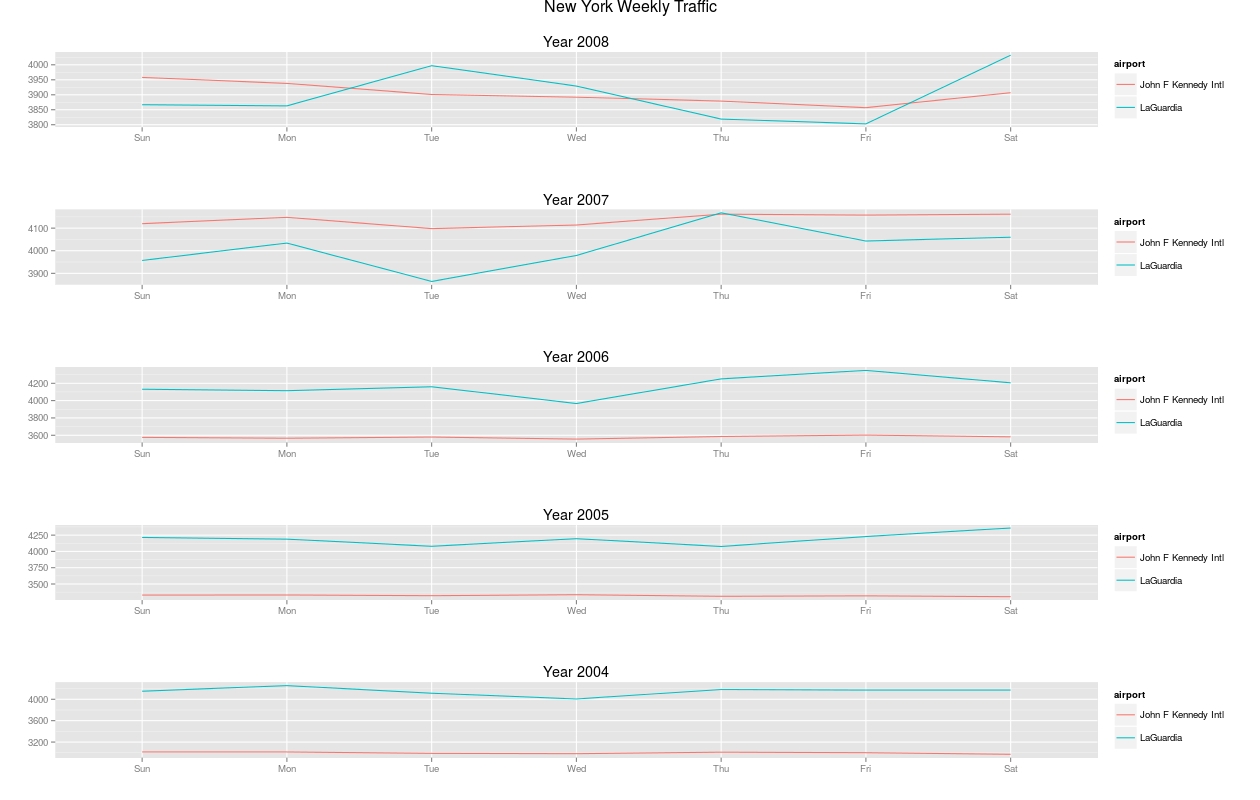 New York Weekly Traffic
Year 2008
4000
3950
3900
3850
3800
Sun Mon Tue Wed Thu Fri Sat
airport
John F Kennedy Intl
LaGuardia
Year 2007
4100
4000
3900
Sun Mon Tue Wed Thu Fri Sat
airport
John F Kennedy Intl
LaGuardia
Year 2006
4200
4000
3800
3600
Sun Mon Tue Wed Thu Fri Sat
airport
John F Kennedy Intl
LaGuardia
Year 2005
4250
4000
3750
3500
Sun Mon Tue Wed Thu Fri Sat
airport
John F Kennedy Intl
LaGuardia
Year 2004
4000
3600
3200
Sun Mon Tue Wed Thu Fri Sat
airport
John F Kennedy Intl
LaGuardia